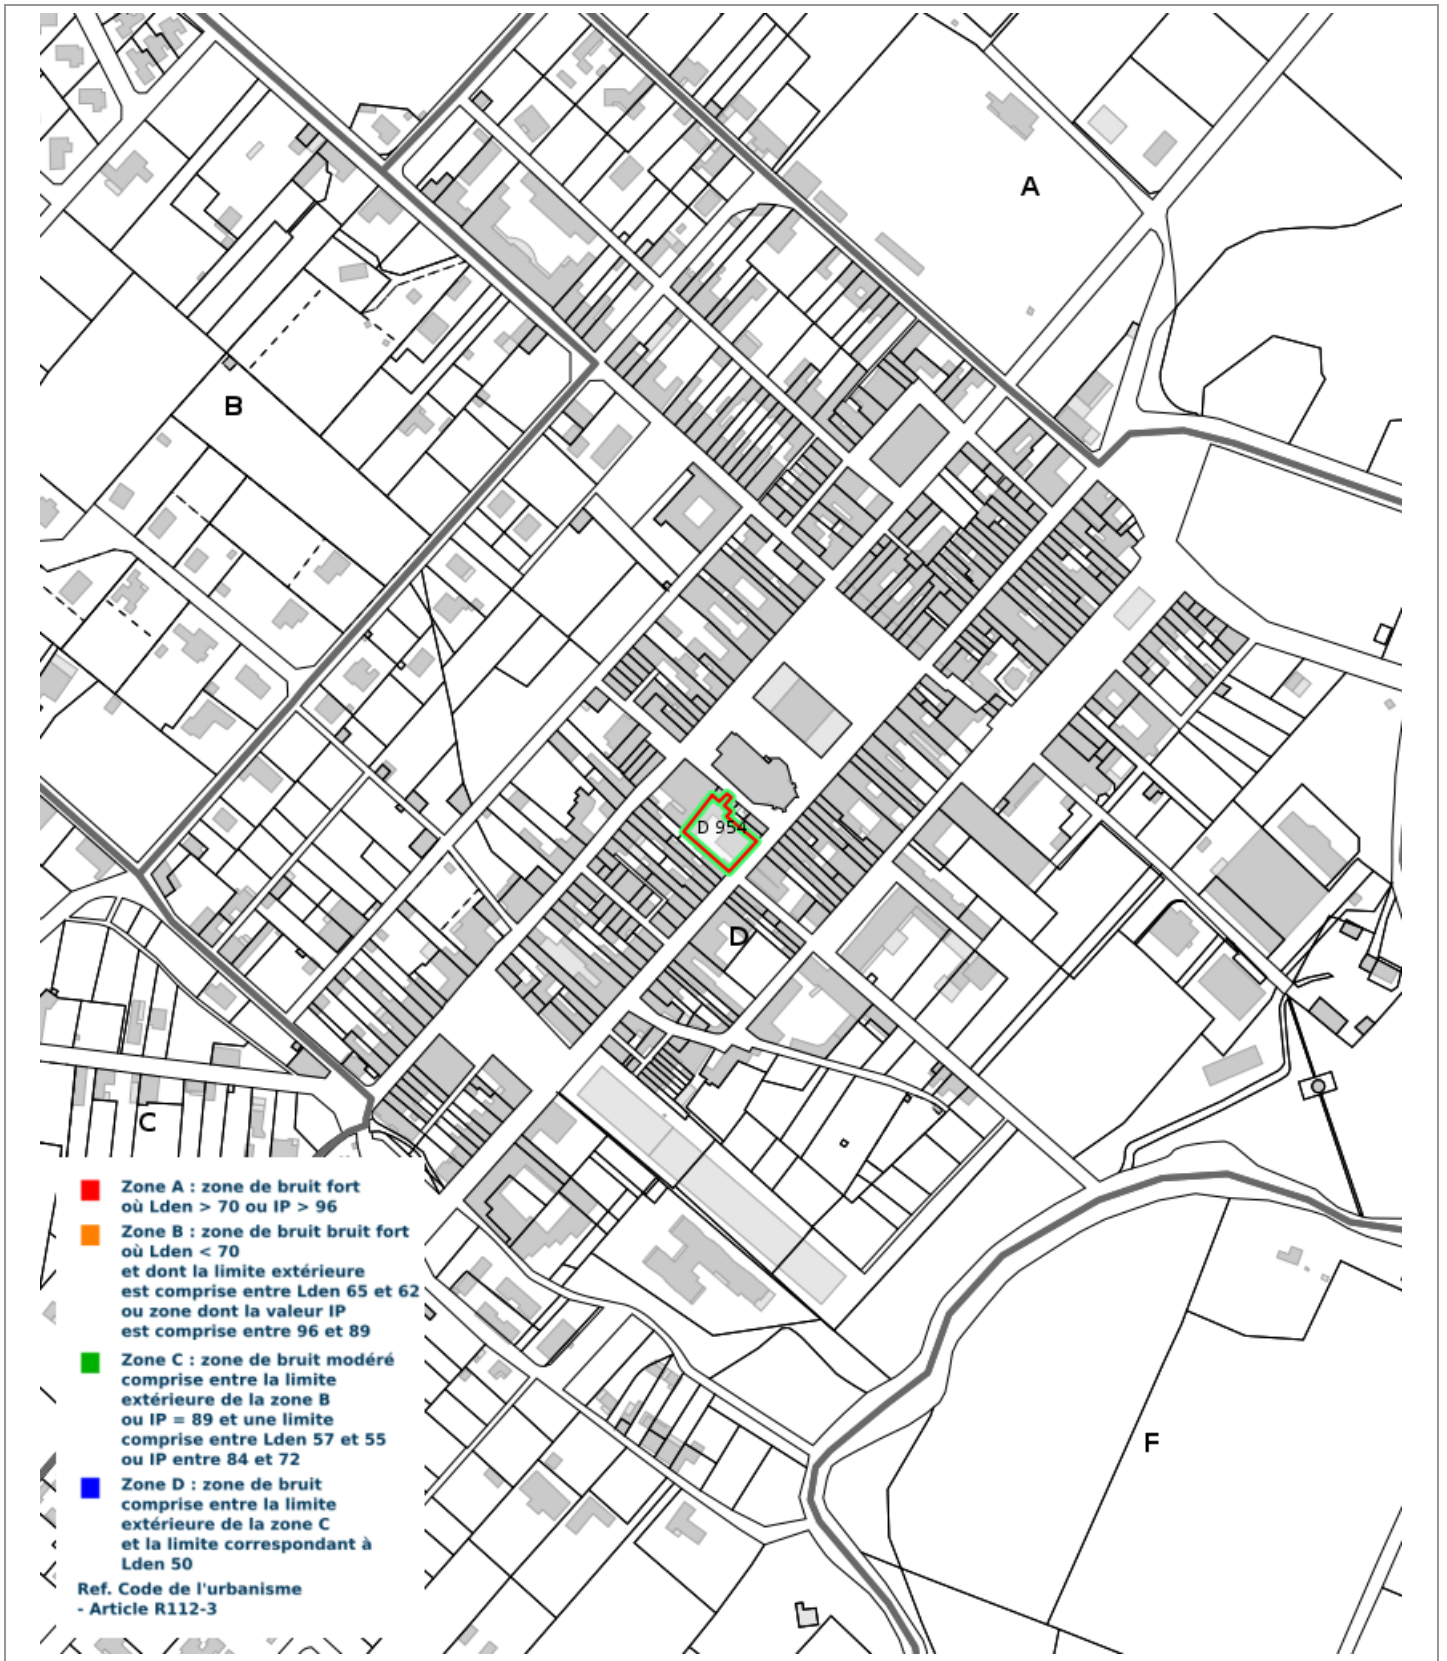 A
B
D 954
D
C
F
Zone A : zone de bruit fort
où Lden > 70 ou IP > 96
Zone B : zone de bruit bruit fort
où Lden < 70
et dont la limite extérieure
est comprise entre Lden 65 et 62
ou zone dont la valeur IP
est comprise entre 96 et 89
Zone C : zone de bruit modéré
comprise entre la limite
extérieure de la zone B
ou IP = 89 et une limite
comprise entre Lden 57 et 55
ou IP entre 84 et 72
Zone D : zone de bruit
comprise entre la limite
extérieure de la zone C
et la limite correspondant à
Lden 50
Ref. Code de l'urbanisme
- Article R112-3